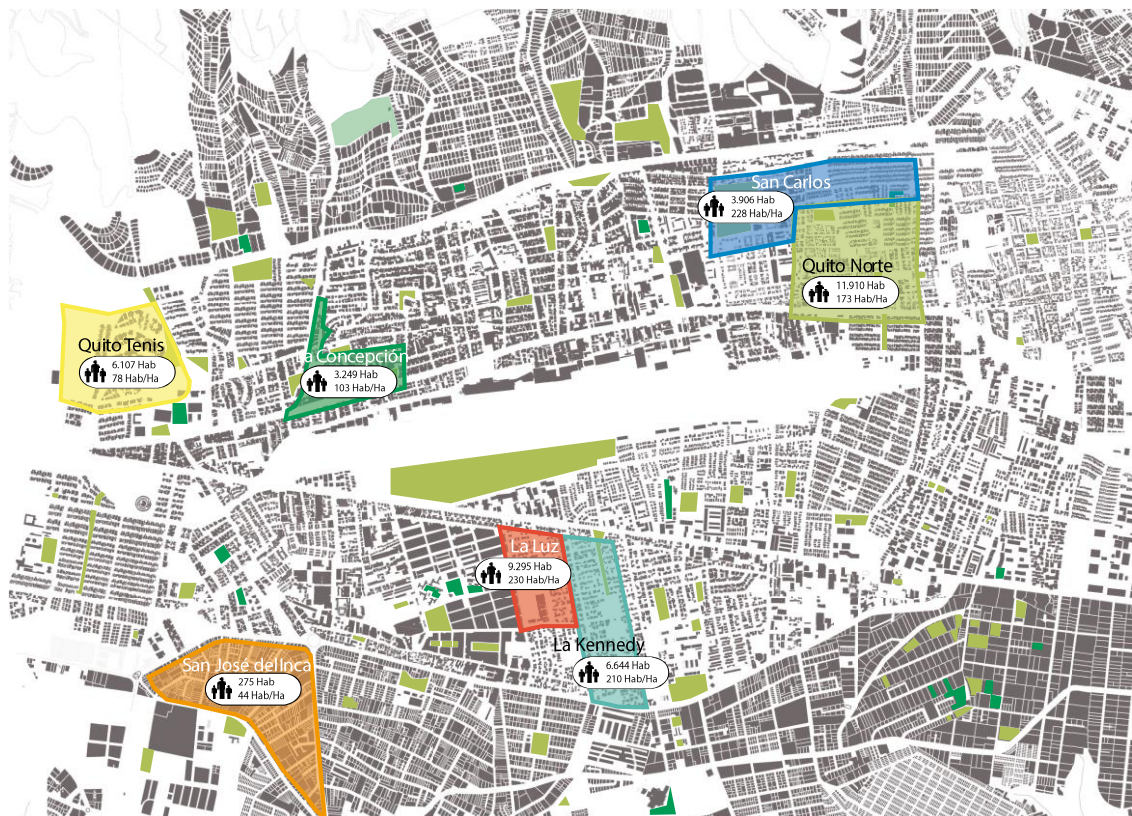 San Carlos
3.906 Hab
228 Hab/Ha
Quito Norte
11.910 Hab
173 Hab/Ha
Quito Tenis
6.107 Hab
78 Hab/Ha
La Concepción
3.249 Hab
103 Hab/Ha
La Luz
9.295 Hab
230 Hab/Ha
La Kennedy
6.644 Hab
210 Hab/Ha
San José del Inca
275 Hab
44 Hab/Ha